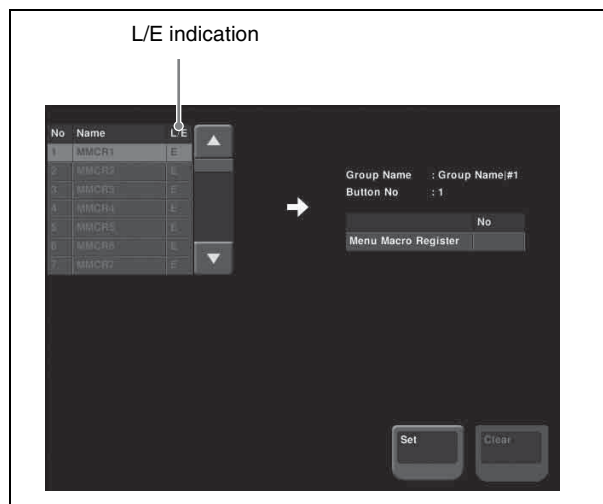 L/E indication
No Name L/E
1 MMCR1 E
2 MMCR2 E
3 MMCR3 E
4 MMCR4 E
5 MMCR5 E
6 MMCR6 E
7 MMCR7 E
Group Name : Group Name|#1
Button No : 1
No
Menu Macro Register
Set
Clear